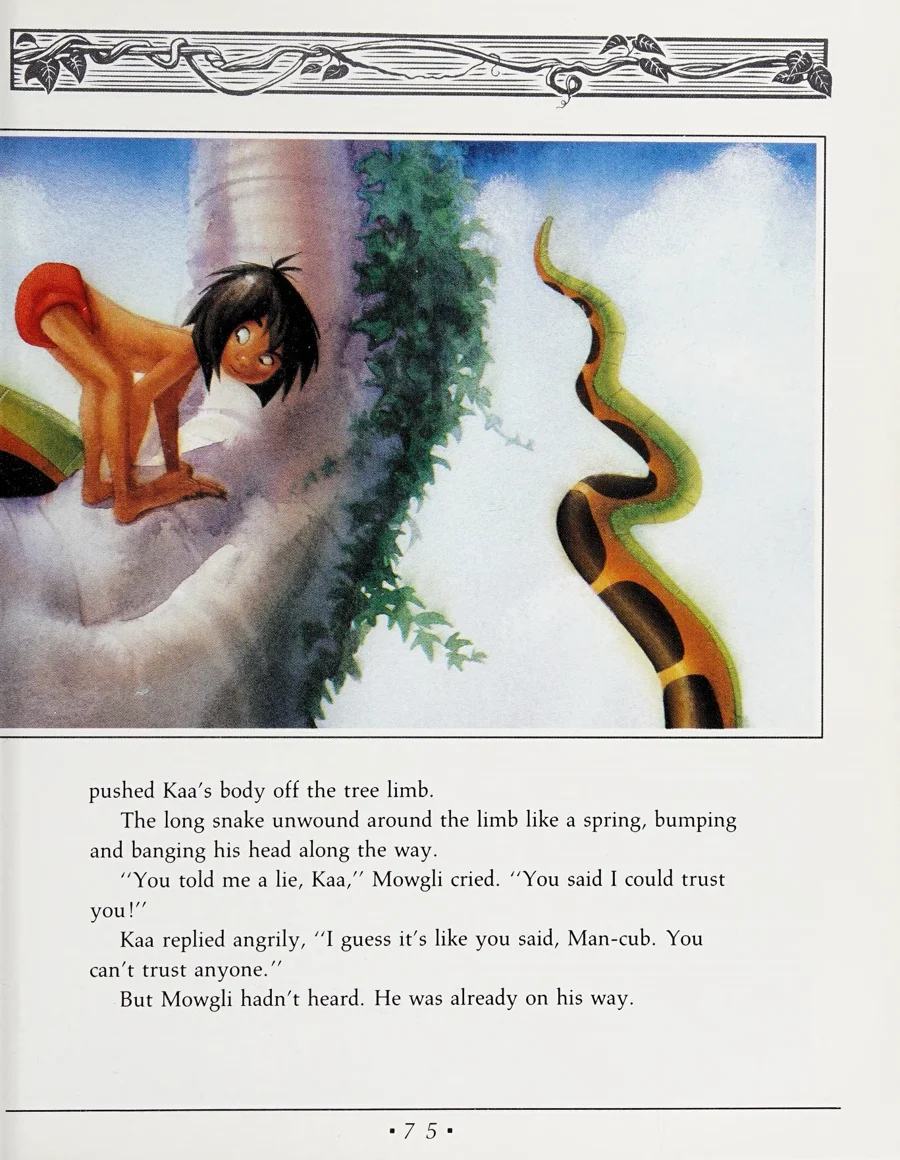 pushed Kaa's body off the tree limb.
The long snake unwound around the limb like a spring, bumping
and banging his head along the way.
"You told me a lie, Kaa," Mowgli cried. "You said I could trust
you!"
Kaa replied angrily, "I guess it's like you said, Man-cub. You
can't trust anyone."
But Mowgli hadn't heard. He was already on his way.
▪ 7 5 ▪